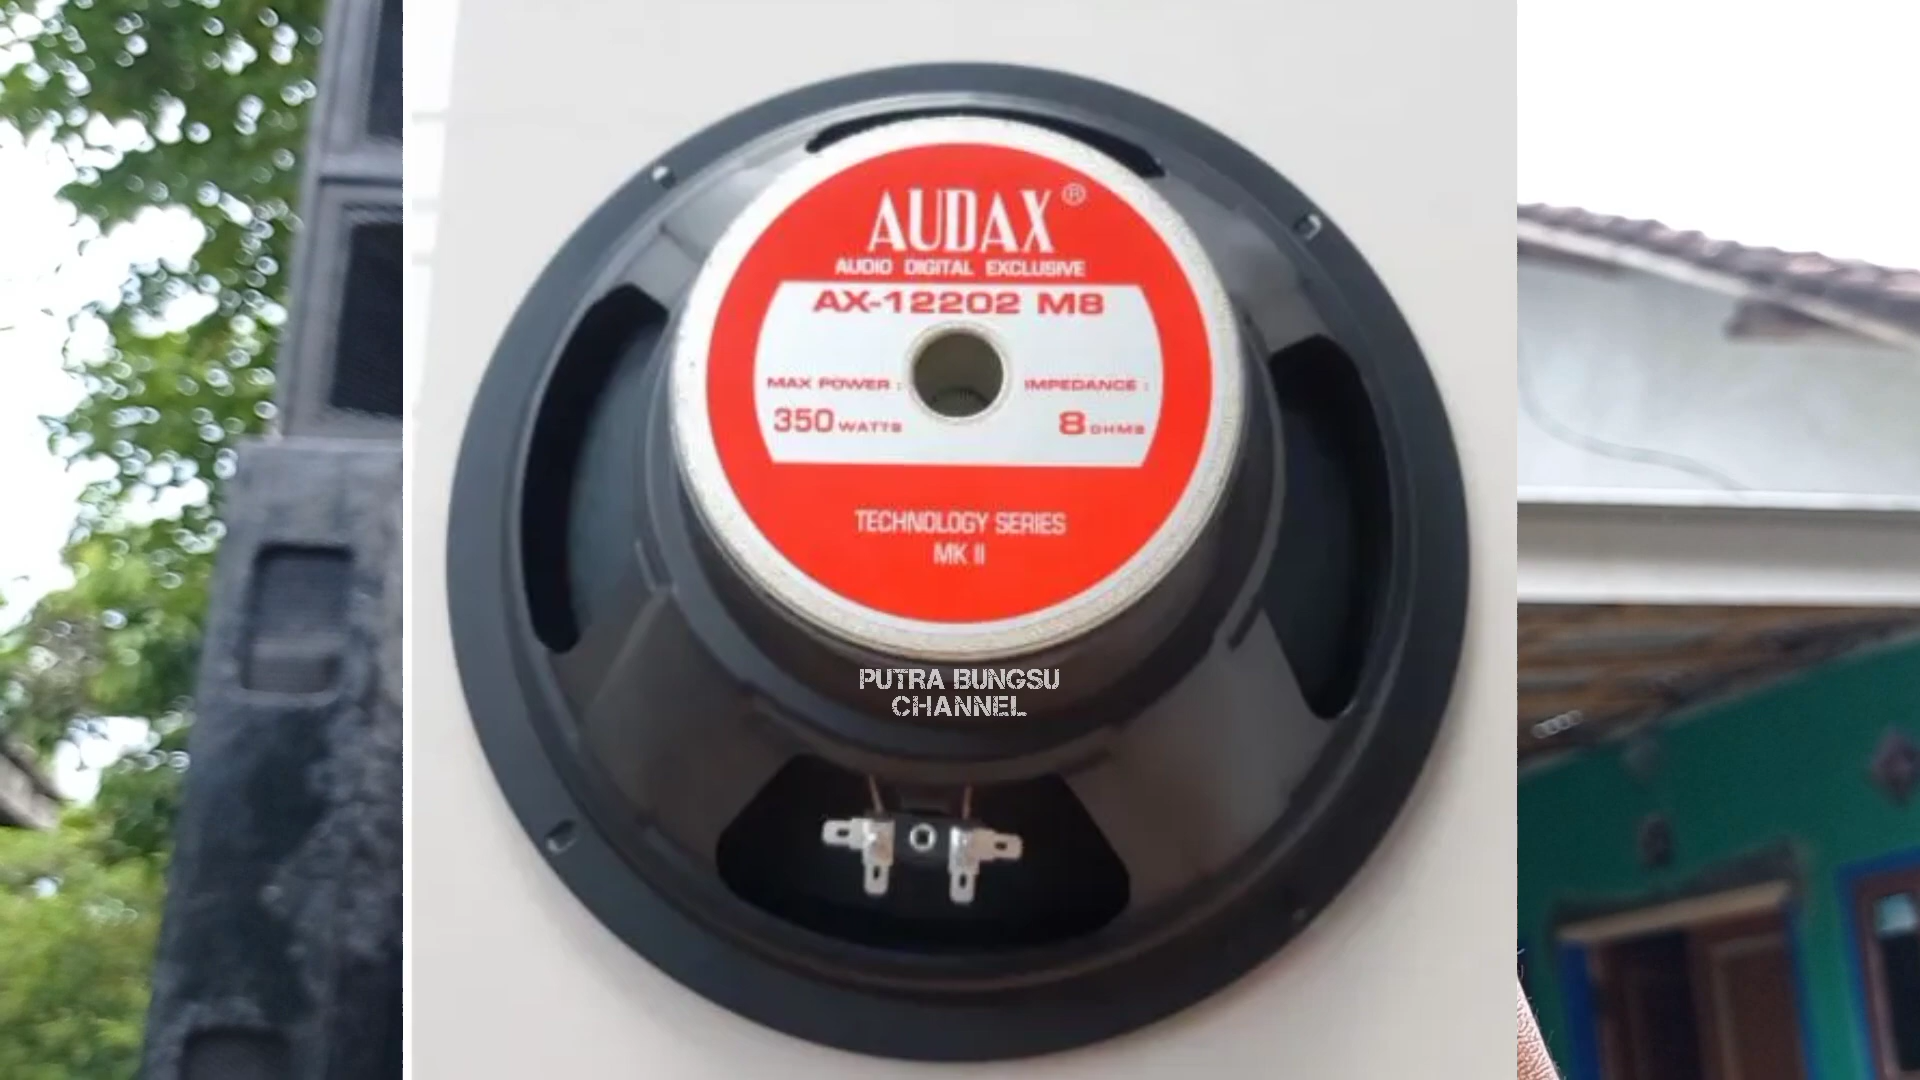 AUDAX®
AUDIO DIGITAL EXCLUSIVE
AX-12202 M8
MAX POWER :
350 WATTS
IMPEDANCE :
8 OHMS
TECHNOLOGY SERIES
MK II
PUTRA BUNGSU
CHANNEL